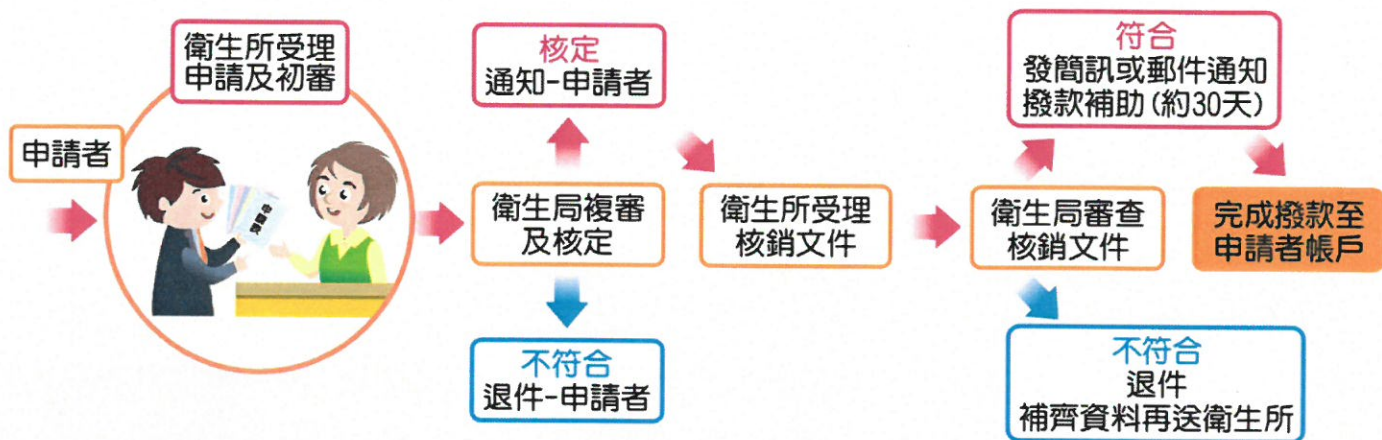 申請者
衛生所受理
申請及初審
申請表
衛生局複審
及核定
核定
通知-申請者
不符合
退件-申請者
衛生所受理
核銷文件
衛生局審查
核銷文件
符合
發簡訊或郵件通知
撥款補助(約30天)
完成撥款至
申請者帳戶
不符合
退件
補齊資料再送衛生所